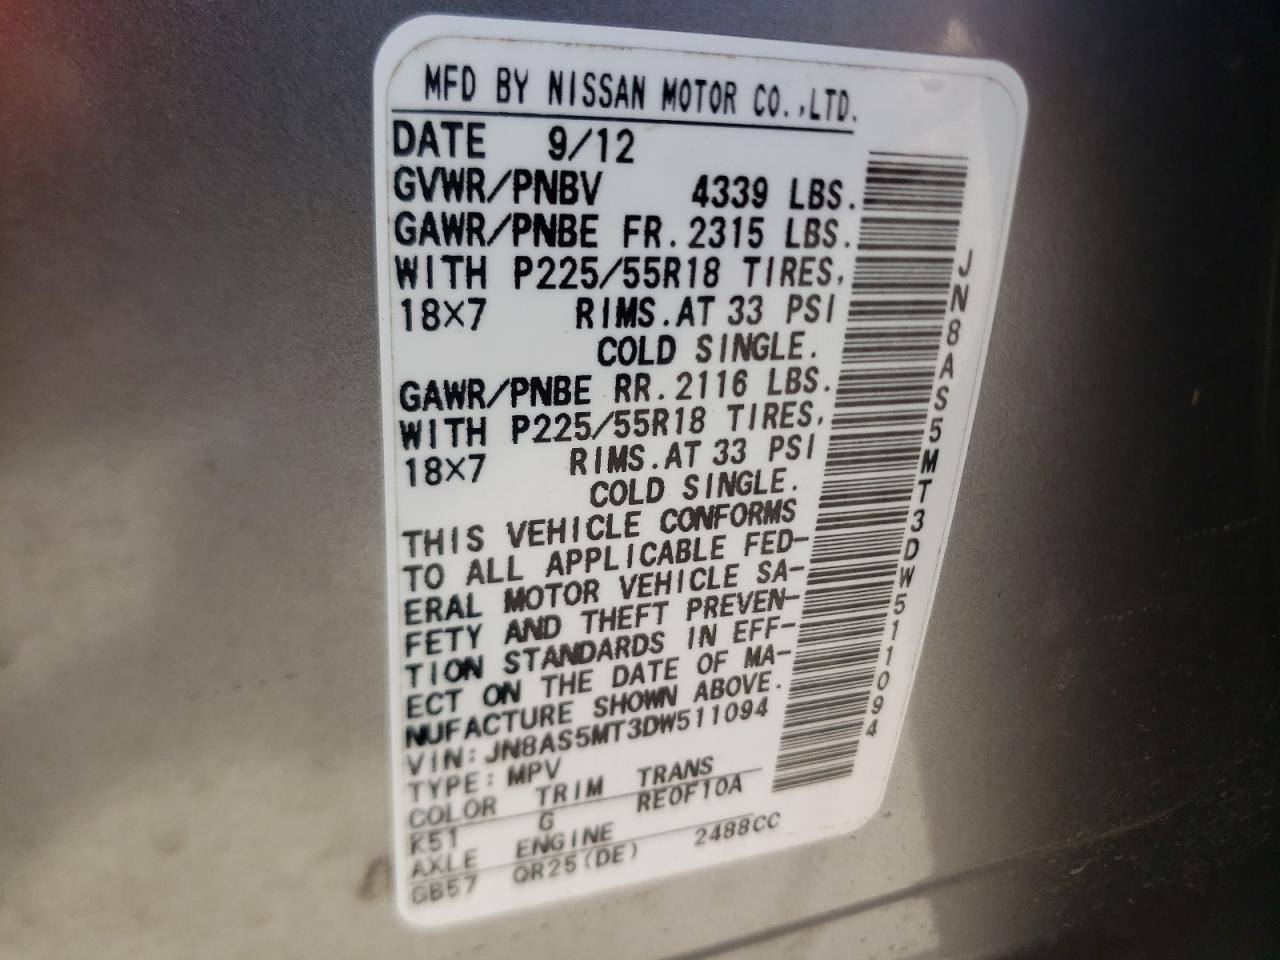 MFD BY NISSAN MOTOR CO.,LTD.
DATE 9/12
GVWR/PNBV 4339 LBS.
GAWR/PNBE FR. 2315 LBS.
WITH P225/55R18 TIRES,
18×7 RIMS. AT 33 PSI
COLD SINGLE.
GAWR/PNBE RR. 2116 LBS.
WITH P225/55R18 TIRES,
18×7 RIMS. AT 33 PSI
COLD SINGLE.
THIS VEHICLE CONFORMS
TO ALL APPLICABLE FED-
ERAL MOTOR VEHICLE SA-
FETY AND THEFT PREVEN-
TION STANDARDS IN EFF-
ECT ON THE DATE OF MA-
NUFACTURE SHOWN ABOVE.
VIN: JN8AS5MT3DW511094
TYPE: MPV
COLOR TRIM TRANS
K51 G RE0F10A
AXLE ENGINE
GB57 QR25(DE) 2488CC
JN8AS5MT3DW511094